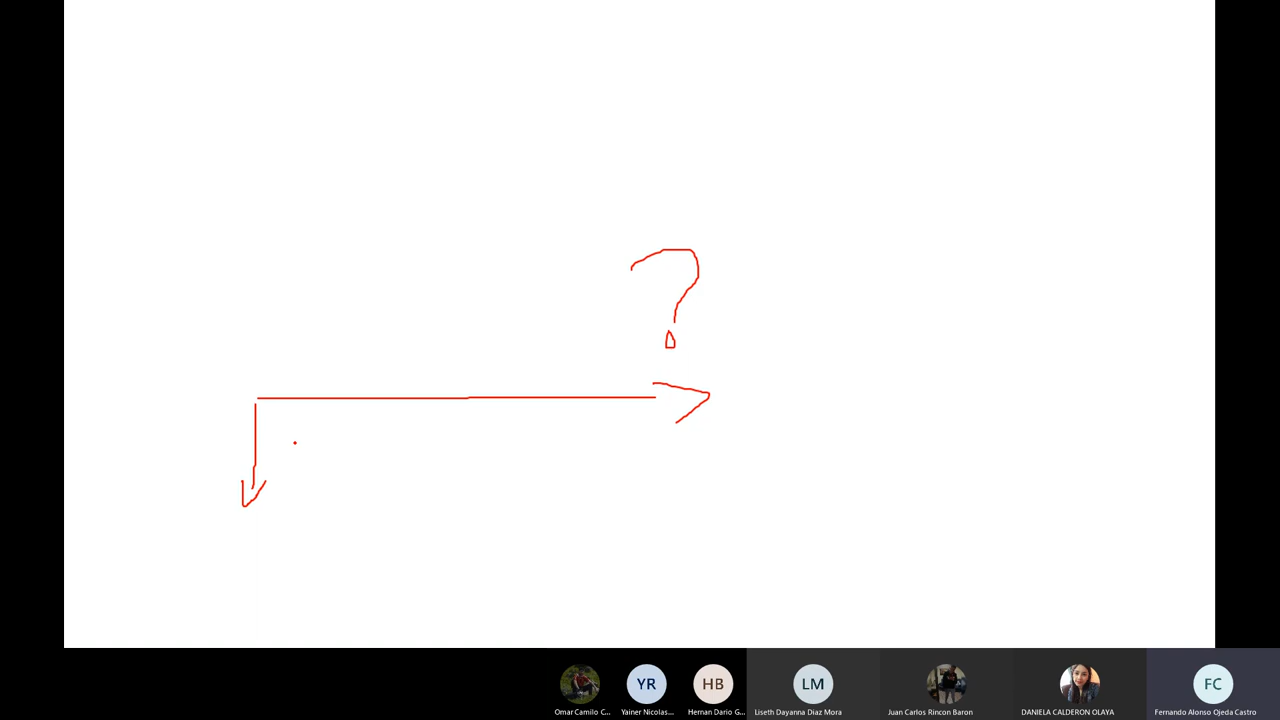 ?
YR
HB
LM
FC
Omar Camilo C...
Yainer Nicolas...
Hernan Dario G...
Liseth Dayanna Diaz Mora
Juan Carlos Rincon Baron
DANIELA CALDERON OLAYA
Fernando Alonso Ojeda Castro